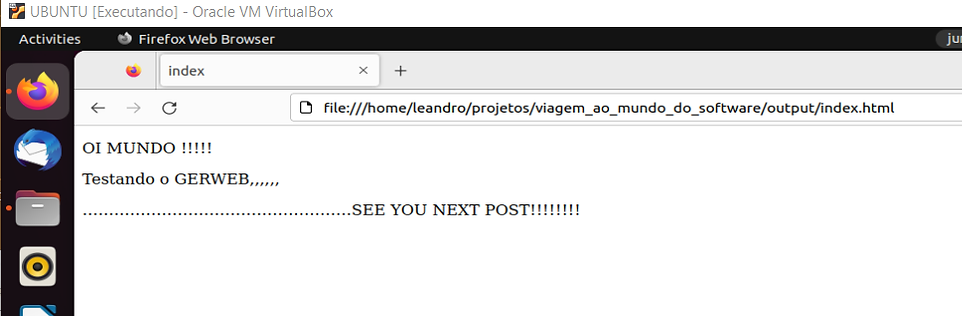 UBUNTU [Executando] - Oracle VM VirtualBox
Activities Firefox Web Browser
index
file:///home/leandro/projetos/viagem_ao_mundo_do_software/output/index.html
OI MUNDO !!!!!
Testando o GERWEB,,,,,,
...................................................SEE YOU NEXT POST!!!!!!!!